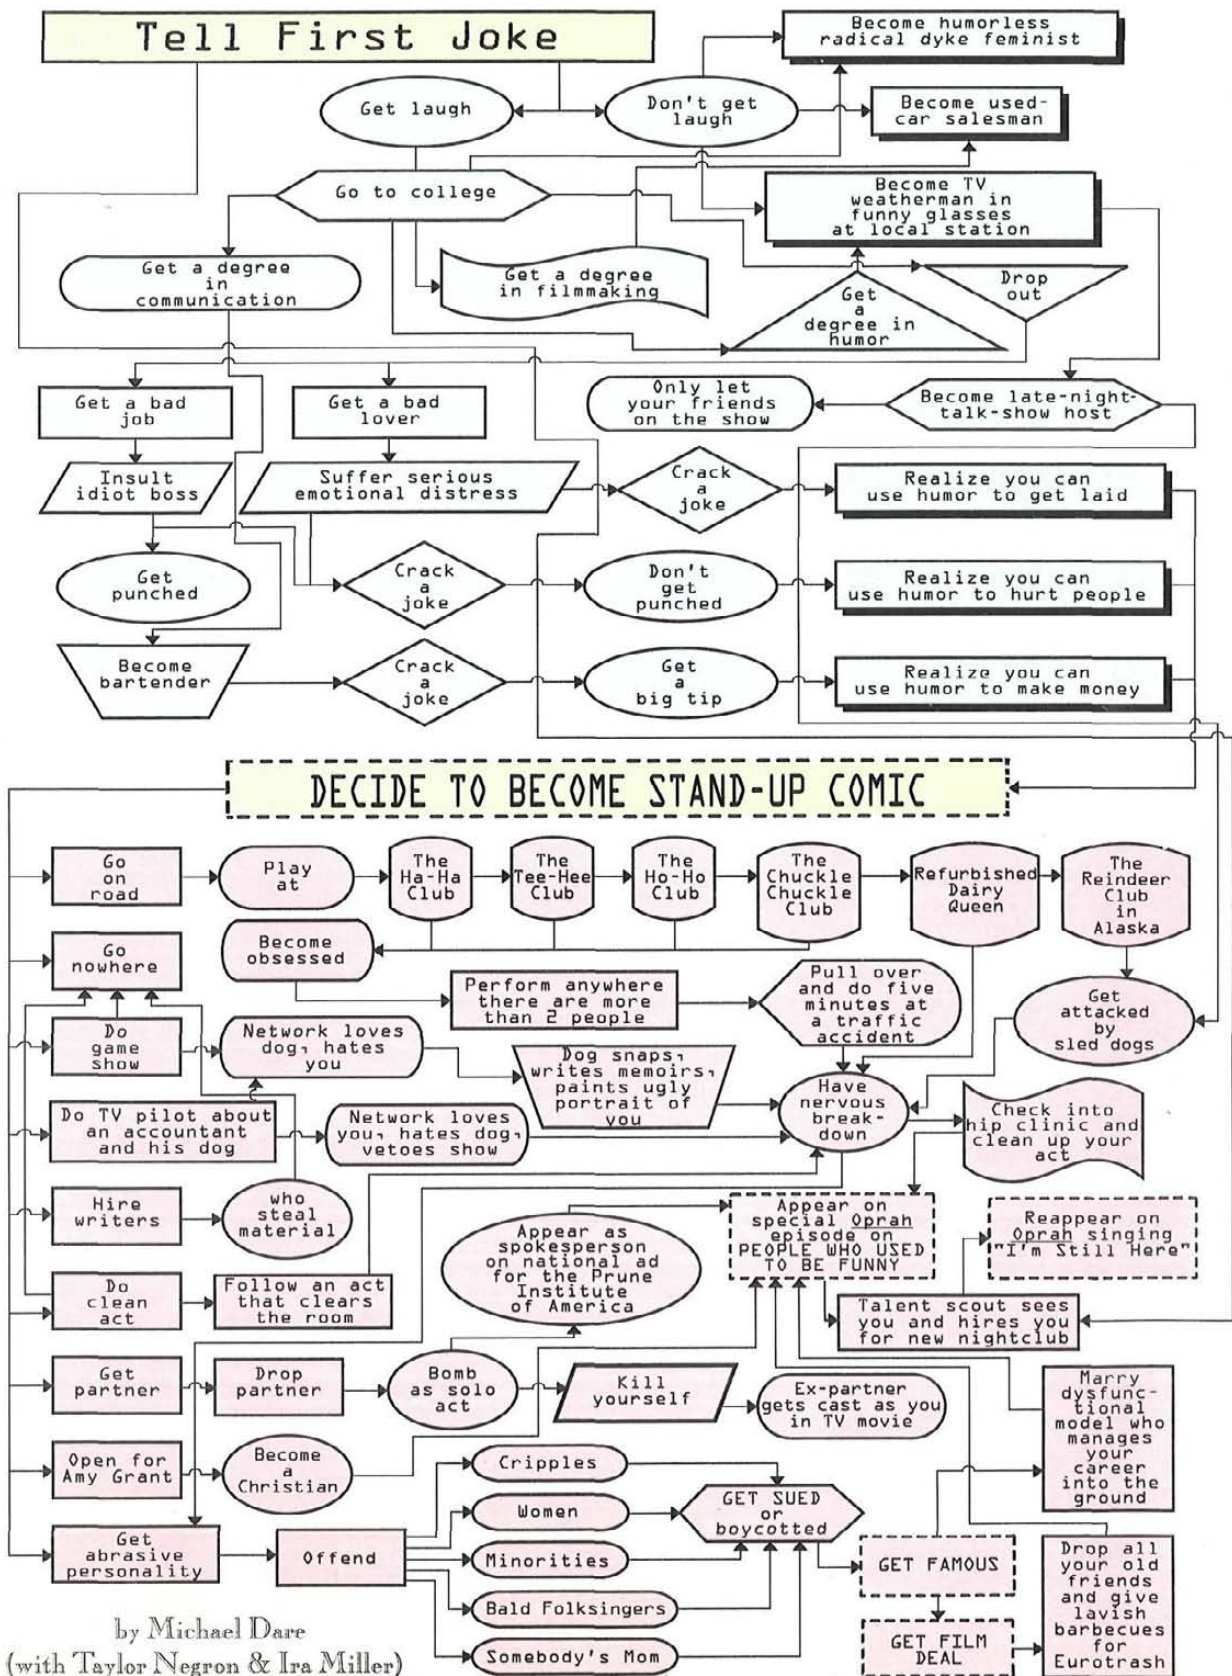 Tell First Joke
Become humorless
radical dyke feminist
Get laugh
Don't get
laugh
Become used-
car salesman
Go to college
Become TV
weatherman in
funny glasses
at local station
Get a degree
in
communication
Get a degree
in filmmaking
Get
a
degree in
humor
Drop
out
Get a bad
job
Get a bad
lover
Only let
your friends
on the show
Become late-night-
talk-show host
Insult
idiot boss
Suffer serious
emotional distress
Crack
a
joke
Realize you can
use humor to get laid
Get
punched
Crack
a
joke
Don't
get
punched
Realize you can
use humor to hurt people
Become
bartender
Crack
a
joke
Get
a
big tip
Realize you can
use humor to make money
DECIDE TO BECOME STAND-UP COMIC
Go
on
road
Play
at
The
Ha-Ha
Club
The
Tee-Hee
Club
The
Ho-Ho
Club
The
Chuckle
Chuckle
Club
Refurbished
Dairy
Queen
The
Reindeer
Club
in
Alaska
Go
nowhere
Become
obsessed
Perform anywhere
there are more
than 2 people
Pull over
and do five
minutes at
a traffic
accident
Get
attacked
by
sled dogs
Do
game
show
Network loves
dog, hates
you
Dog snaps,
writes memoirs,
paints ugly
portrait of
you
Have
nervous
break-
down
Check into
hip clinic and
clean up your
act
Do TV pilot about
an accountant
and his dog
Network loves
you, hates dog,
vetoes show
Hire
writers
who
steal
material
Appear as
spokesperson
on national ad
for the Prune
Institute
of America
Appear on
special Oprah
episode on
PEOPLE WHO USED
TO BE FUNNY
Reappear on
Oprah singing
"I'm Still Here"
Do
clean
act
Follow an act
that clears
the room
Talent scout sees
you and hires you
for new nightclub
Get
partner
Drop
partner
Bomb
as solo
act
Kill
yourself
Ex-partner
gets cast as you
in TV movie
Marry
dysfunc-
tional
model who
manages
your
career
into the
ground
Open for
Amy Grant
Become
a
Christian
Cripples
Women
GET SUED
or
boycotted
Get
abrasive
personality
Offend
Minorities
GET FAMOUS
Drop all
your old
friends
and give
lavish
barbecues
for
Eurotrash
Bald Folksingers
GET FILM
DEAL
Somebody's Mom
by Michael Dare
(with Taylor Negron & Ira Miller)